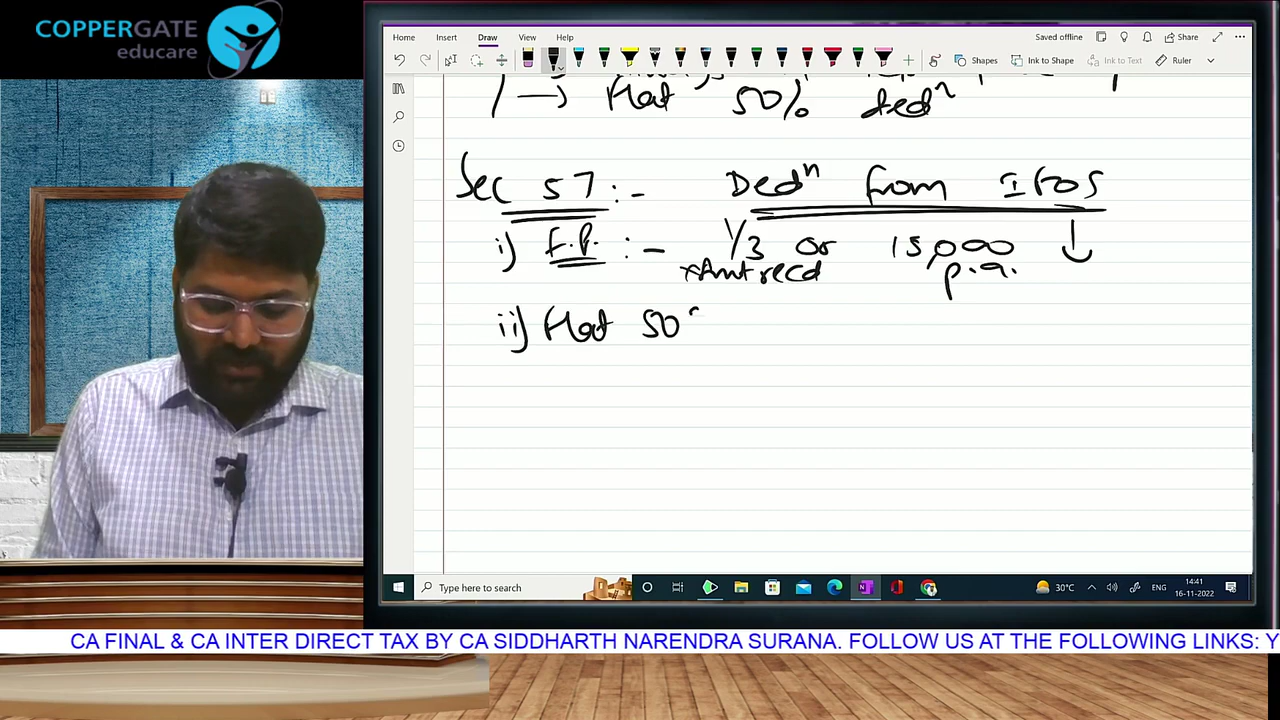 COPPERGATE
educare
Home Insert Draw View Help
Saved offline
Share
Shapes
Ink to Shape
Ink to Text
Ruler
→ Flat 50% dedⁿ
Sec 57:- Dedⁿ from IFOS
i) F.P. :- 1/3 or 15,000 ↓
xAmt recd p.a.
ii) Flat 50
Type here to search
30°C
ENG
14:41
16-11-2022
CA FINAL & CA INTER DIRECT TAX BY CA SIDDHARTH NARENDRA SURANA. FOLLOW US AT THE FOLLOWING LINKS: Y